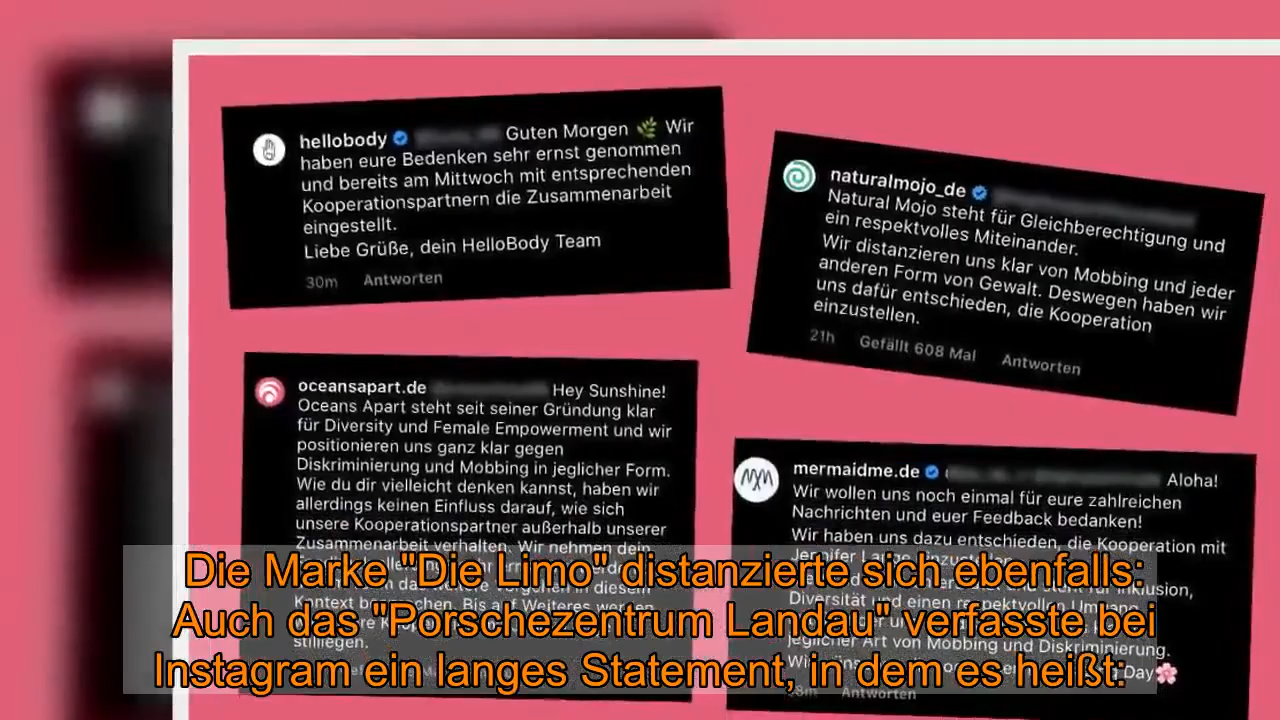 hellobody Guten Morgen 🌿 Wir
haben eure Bedenken sehr ernst genommen
und bereits am Mittwoch mit entsprechenden
Kooperationspartnern die Zusammenarbeit
eingestellt.
Liebe Grüße, dein HelloBody Team
30m Antworten
naturalmojo_de
Natural Mojo steht für Gleichberechtigung und
ein respektvolles Miteinander.
Wir distanzieren uns klar von Mobbing und jeder
anderen Form von Gewalt. Deswegen haben wir
uns dafür entschieden, die Kooperation
einzustellen.
21h Gefällt 608 Mal Antworten
oceansapart.de Hey Sunshine!
Oceans Apart steht seit seiner Gründung klar
für Diversity und Female Empowerment und wir
positionieren uns ganz klar gegen
Diskriminierung und Mobbing in jeglicher Form.
Wie du dir vielleicht denken kannst, haben wir
allerdings keinen Einfluss darauf, wie sich
unsere Kooperationspartner außerhalb unserer
Zusammenarbeit verhalten. Wir nehmen dein
stilllegen.
mermaidme.de Aloha!
Wir wollen uns noch einmal für eure zahlreichen
Nachrichten und euer Feedback bedanken!
Wir haben uns dazu entschieden, die Kooperation mit
Diversität und einen respektvollen Umgang
jeglicher Art von Mobbing und Diskriminierung.
Day🌸
Antworten
Die Marke "Die Limo" distanzierte sich ebenfalls:
Auch das "Porschezentrum Landau" verfasste bei
Instagram ein langes Statement, in dem es heißt: